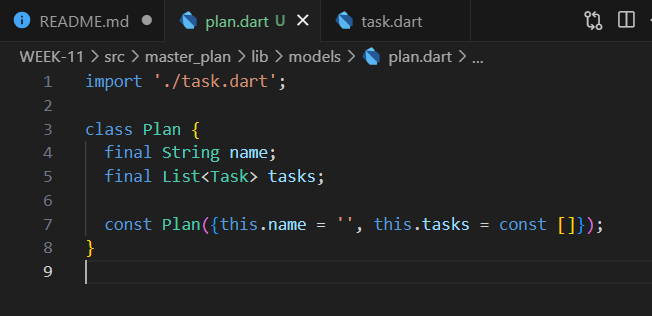 README.md plan.dart U task.dart
WEEK-11 > src > master_plan > lib > models > plan.dart > ...
1 import './task.dart';
2
3 class Plan {
4 final String name;
5 final List<Task> tasks;
6
7 const Plan({this.name = '', this.tasks = const []});
8 }
9